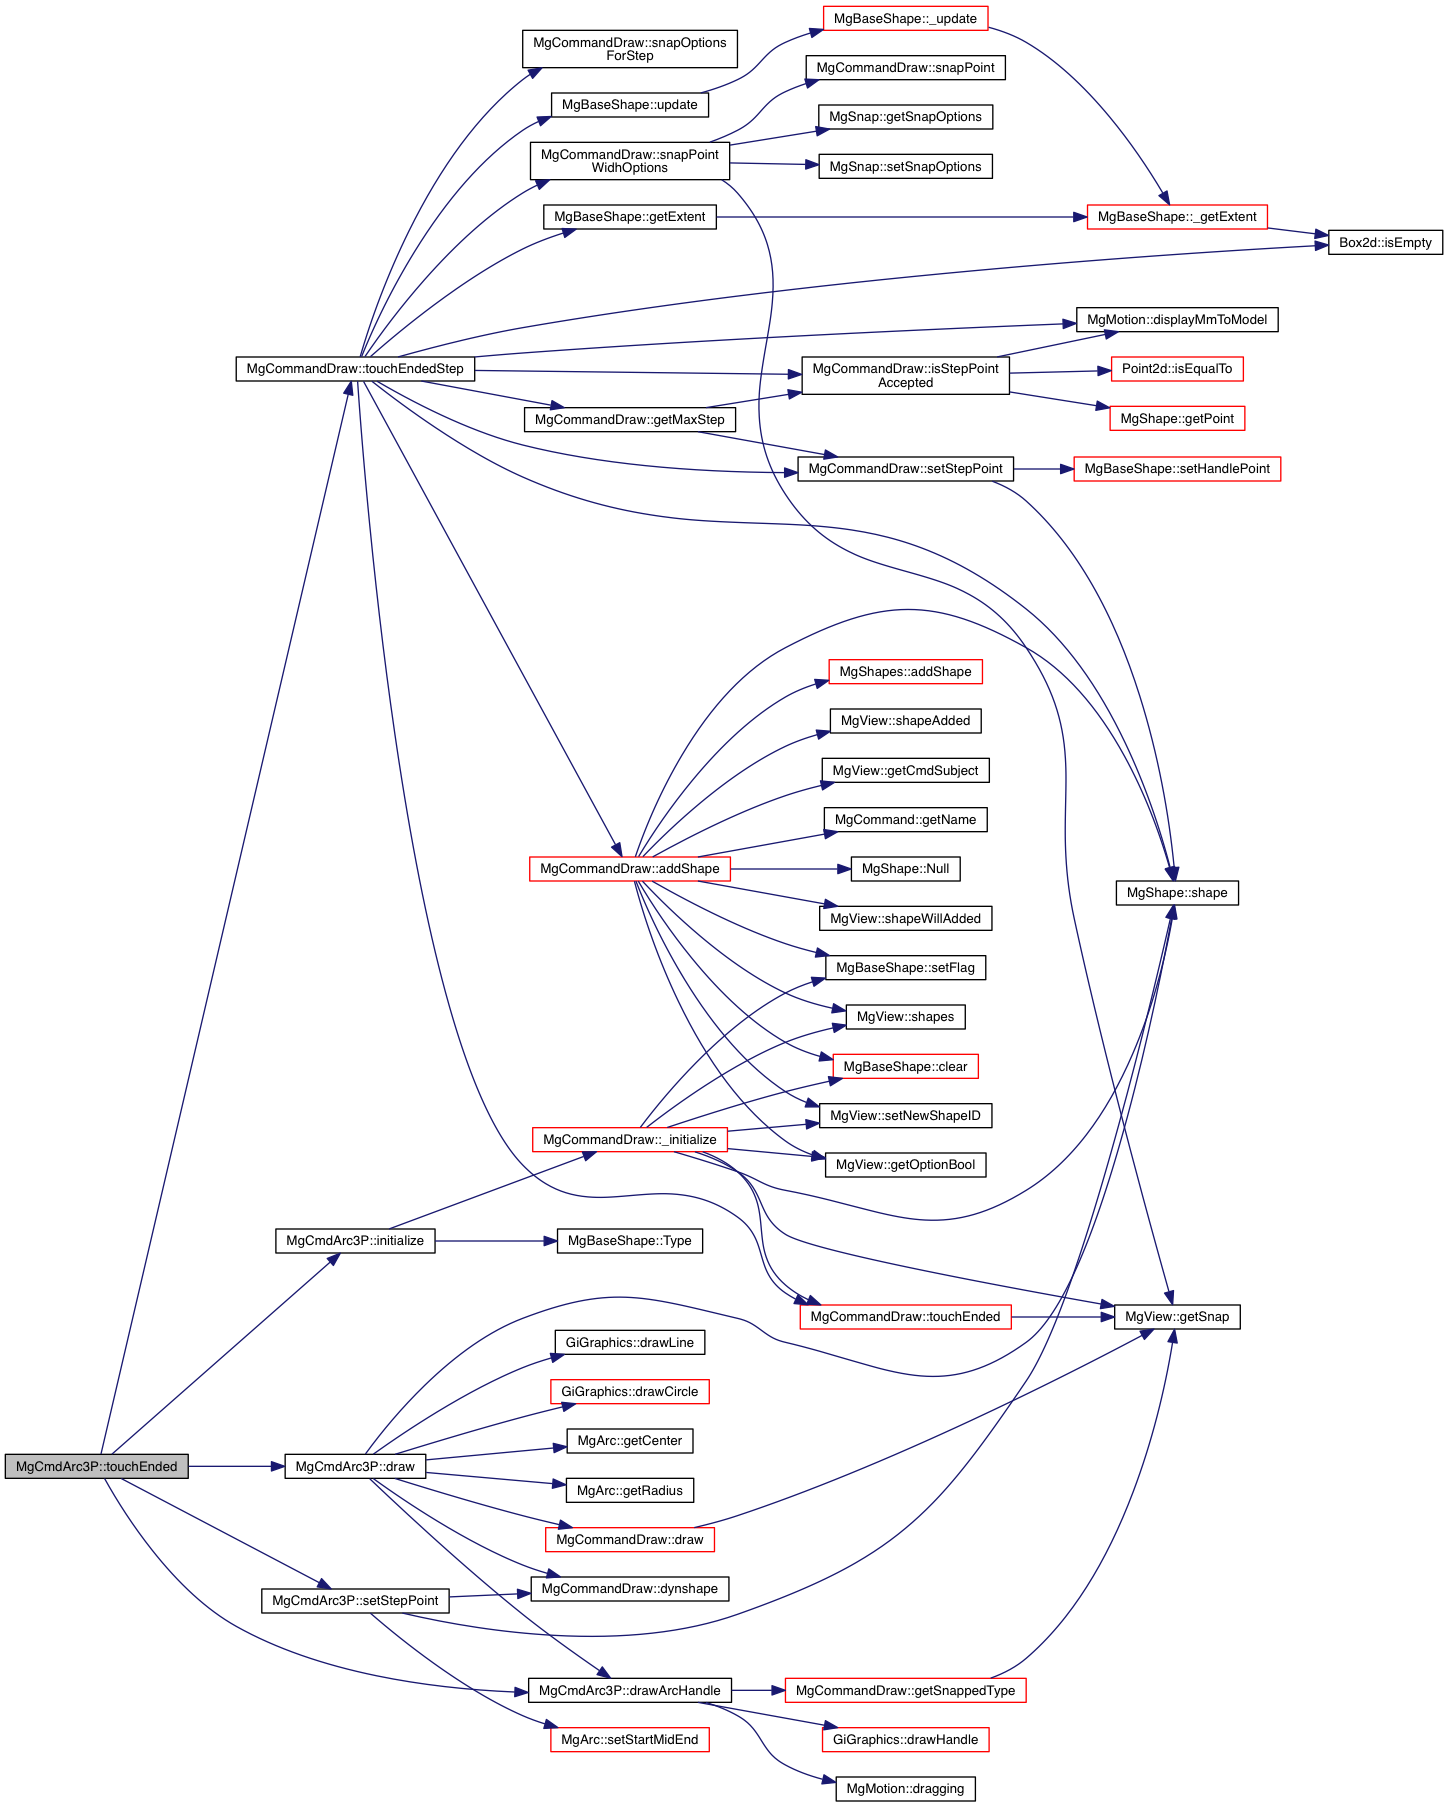 MgBaseShape::_update
MgCommandDraw::snapOptions
ForStep
MgCommandDraw::snapPoint
MgBaseShape::update
MgSnap::getSnapOptions
MgCommandDraw::snapPoint
WidhOptions
MgSnap::setSnapOptions
MgBaseShape::getExtent
MgBaseShape::_getExtent
Box2d::isEmpty
MgMotion::displayMmToModel
MgCommandDraw::touchEndedStep
MgCommandDraw::isStepPoint
Accepted
Point2d::isEqualTo
MgCommandDraw::getMaxStep
MgShape::getPoint
MgCommandDraw::setStepPoint
MgBaseShape::setHandlePoint
MgShapes::addShape
MgView::shapeAdded
MgView::getCmdSubject
MgCommand::getName
MgCommandDraw::addShape
MgShape::Null
MgShape::shape
MgView::shapeWillAdded
MgBaseShape::setFlag
MgView::shapes
MgBaseShape::clear
MgView::setNewShapeID
MgCommandDraw::_initialize
MgView::getOptionBool
MgCmdArc3P::initialize
MgBaseShape::Type
MgCommandDraw::touchEnded
MgView::getSnap
GiGraphics::drawLine
GiGraphics::drawCircle
MgArc::getCenter
MgCmdArc3P::touchEnded
MgCmdArc3P::draw
MgArc::getRadius
MgCommandDraw::draw
MgCommandDraw::dynshape
MgCmdArc3P::setStepPoint
MgCmdArc3P::drawArcHandle
MgCommandDraw::getSnappedType
MgArc::setStartMidEnd
GiGraphics::drawHandle
MgMotion::dragging